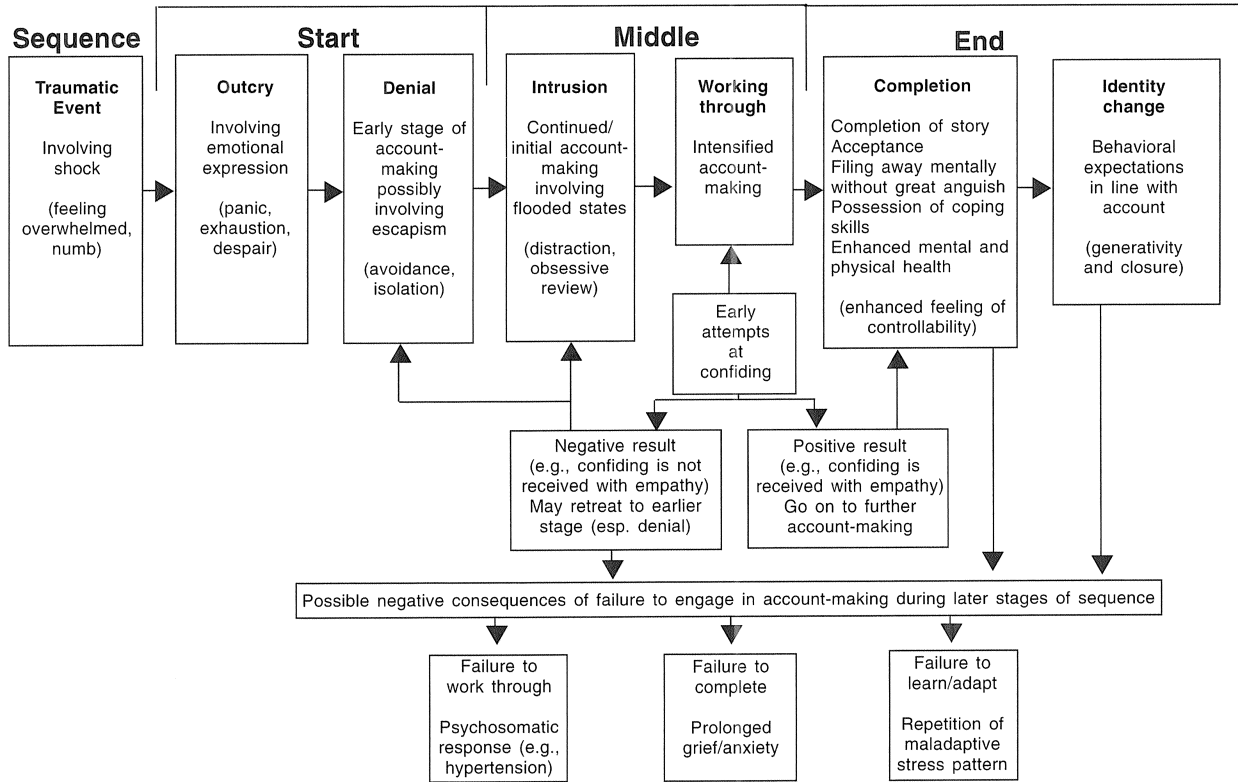 Sequence
Start
Middle
End
Traumatic
Event
Involving
shock
(feeling
overwhelmed,
numb)
Outcry
Involving
emotional
expression
(panic,
exhaustion,
despair)
Denial
Early stage of
account-
making
possibly
involving
escapism
(avoidance,
isolation)
Intrusion
Continued/
initial account-
making
involving
flooded states
(distraction,
obsessive
review)
Working
through
Intensified
account-
making
Completion
Completion of story
Acceptance
Filing away mentally
without great anguish
Possession of coping
skills
Enhanced mental and
physical health
(enhanced feeling of
controllability)
Identity
change
Behavioral
expectations
in line with
account
(generativity
and closure)
Early
attempts
at
confiding
Negative result
(e.g., confiding is not
received with empathy)
May retreat to earlier
stage (esp. denial)
Positive result
(e.g., confiding is
received with empathy)
Go on to further
account-making
Possible negative consequences of failure to engage in account-making during later stages of sequence
Failure to
work through
Psychosomatic
response (e.g.,
hypertension)
Failure to
complete
Prolonged
grief/anxiety
Failure to
learn/adapt
Repetition of
maladaptive
stress pattern